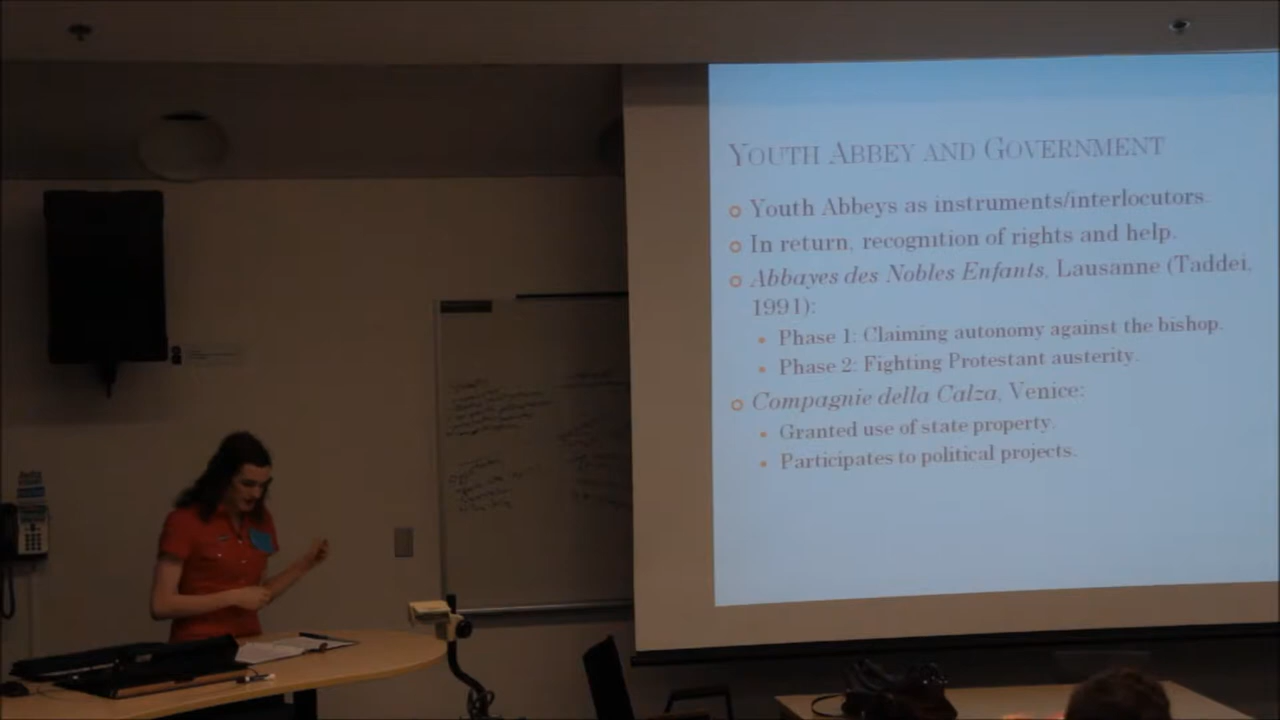 YOUTH ABBEY AND GOVERNMENT
Youth Abbeys as instruments/interlocutors.
In return, recognition of rights and help.
Abbayes des Nobles Enfants, Lausanne (Taddei,
1991):
Phase 1: Claiming autonomy against the bishop.
Phase 2: Fighting Protestant austerity.
Compagnie della Calza, Venice:
Granted use of state property.
Participates to political projects.